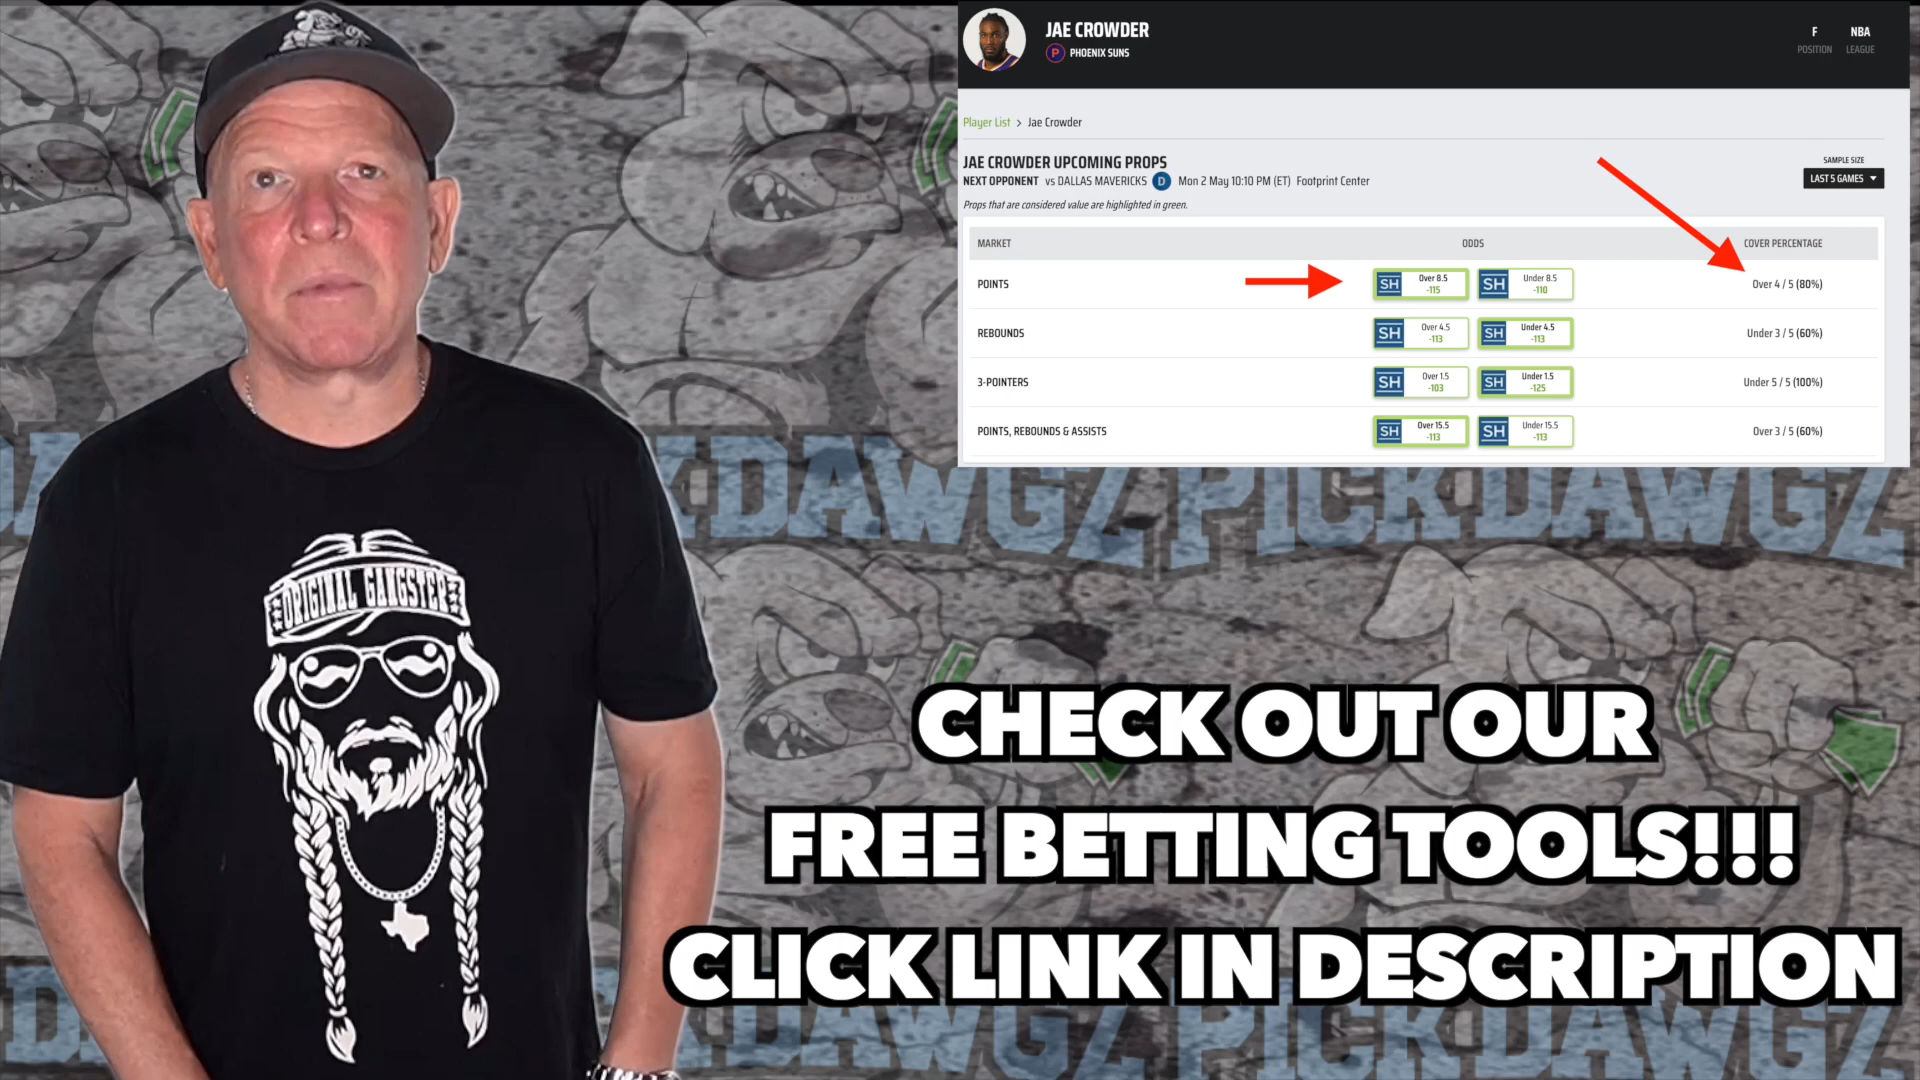 JAE CROWDER
P PHOENIX SUNS
F
POSITION
NBA
LEAGUE
Player List > Jae Crowder
JAE CROWDER UPCOMING PROPS
NEXT OPPONENT vs DALLAS MAVERICKS D Mon 2 May 10:10 PM (ET) Footprint Center
Props that are considered value are highlighted in green.
SAMPLE SIZE
LAST 5 GAMES
MARKET ODDS COVER PERCENTAGE
POINTS SH Over 8.5 -115 SH Under 8.5 -110 Over 4 / 5 (80%)
REBOUNDS SH Over 4.5 -113 SH Under 4.5 -113 Under 3 / 5 (60%)
3-POINTERS SH Over 1.5 -103 SH Under 1.5 -125 Under 5 / 5 (100%)
POINTS, REBOUNDS & ASSISTS SH Over 15.5 -113 SH Under 15.5 -113 Over 3 / 5 (60%)
KDAWGZ PICKDAWGZ
ORIGINAL GANGSTER
CHECK OUT OUR
FREE BETTING TOOLS!!!
CLICK LINK IN DESCRIPTION